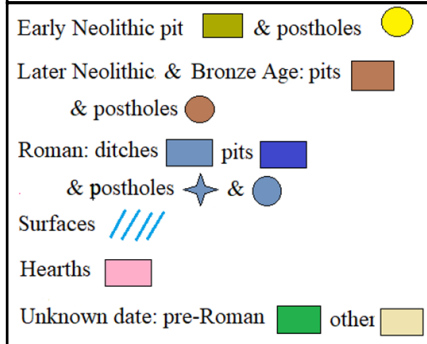 Early Neolithic pit & postholes
Later Neolithic & Bronze Age: pits
& postholes
Roman: ditches pits
& postholes &
Surfaces
Hearths
Unknown date: pre-Roman other